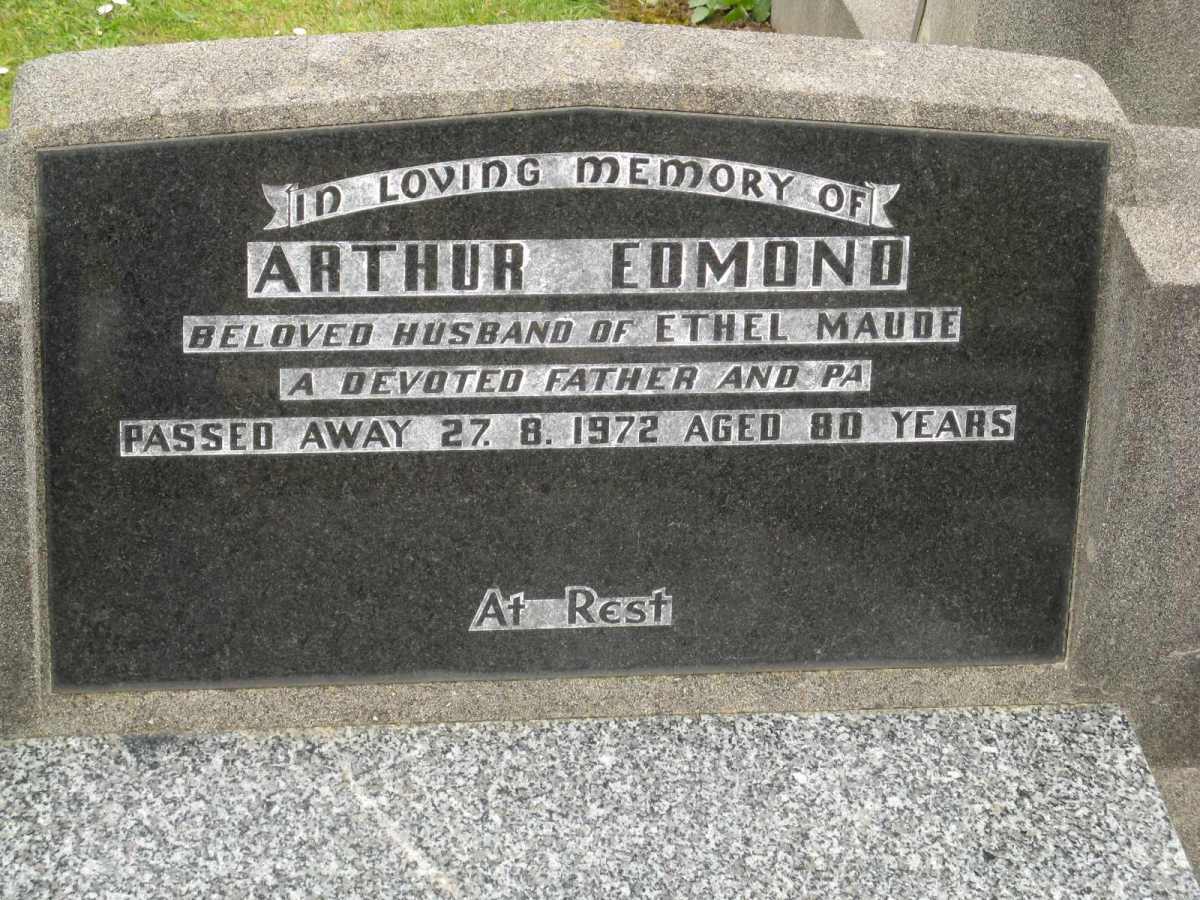 IN LOVING MEMORY OF
ARTHUR EDMOND
BELOVED HUSBAND OF ETHEL MAUDE
A DEVOTED FATHER AND PA
PASSED AWAY 27. 8. 1972 AGED 80 YEARS
At Rest